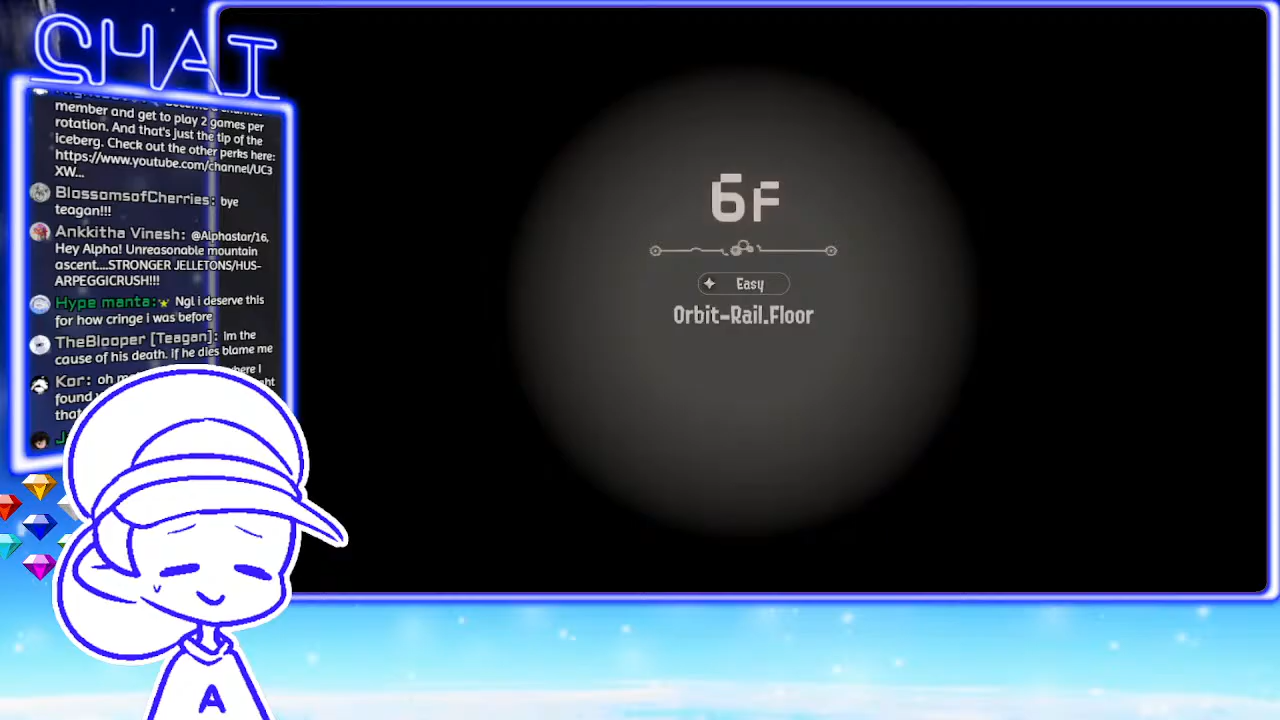 CHAT
member and get to play 2 games per
rotation. And that's just the tip of the
iceberg. Check out the other perks here:
https://www.youtube.com/channel/UC3
XW...
BlossomsofCherries: bye
teagan!!!
Ankkitha Vinesh: @Alphastar/16,
Hey Alpha! Unreasonable mountain
ascent....STRONGER JELLETONS/HUS-
ARPEGGICRUSH!!!
Hype manta: Ngl i deserve this
for how cringe i was before
TheBlooper [Teagan]: Im the
cause of his death. If he dies blame me
Kor: oh
found
6F
Easy
Orbit-Rail.Floor
A